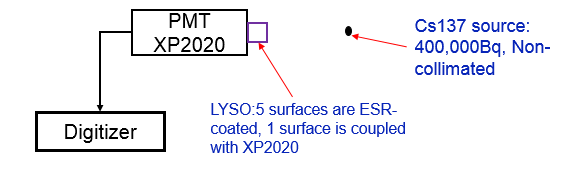 PMT
XP2020
Cs137 source:
400,000Bq, Non-
collimated
LYSO:5 surfaces are ESR-
coated, 1 surface is coupled
with XP2020
Digitizer